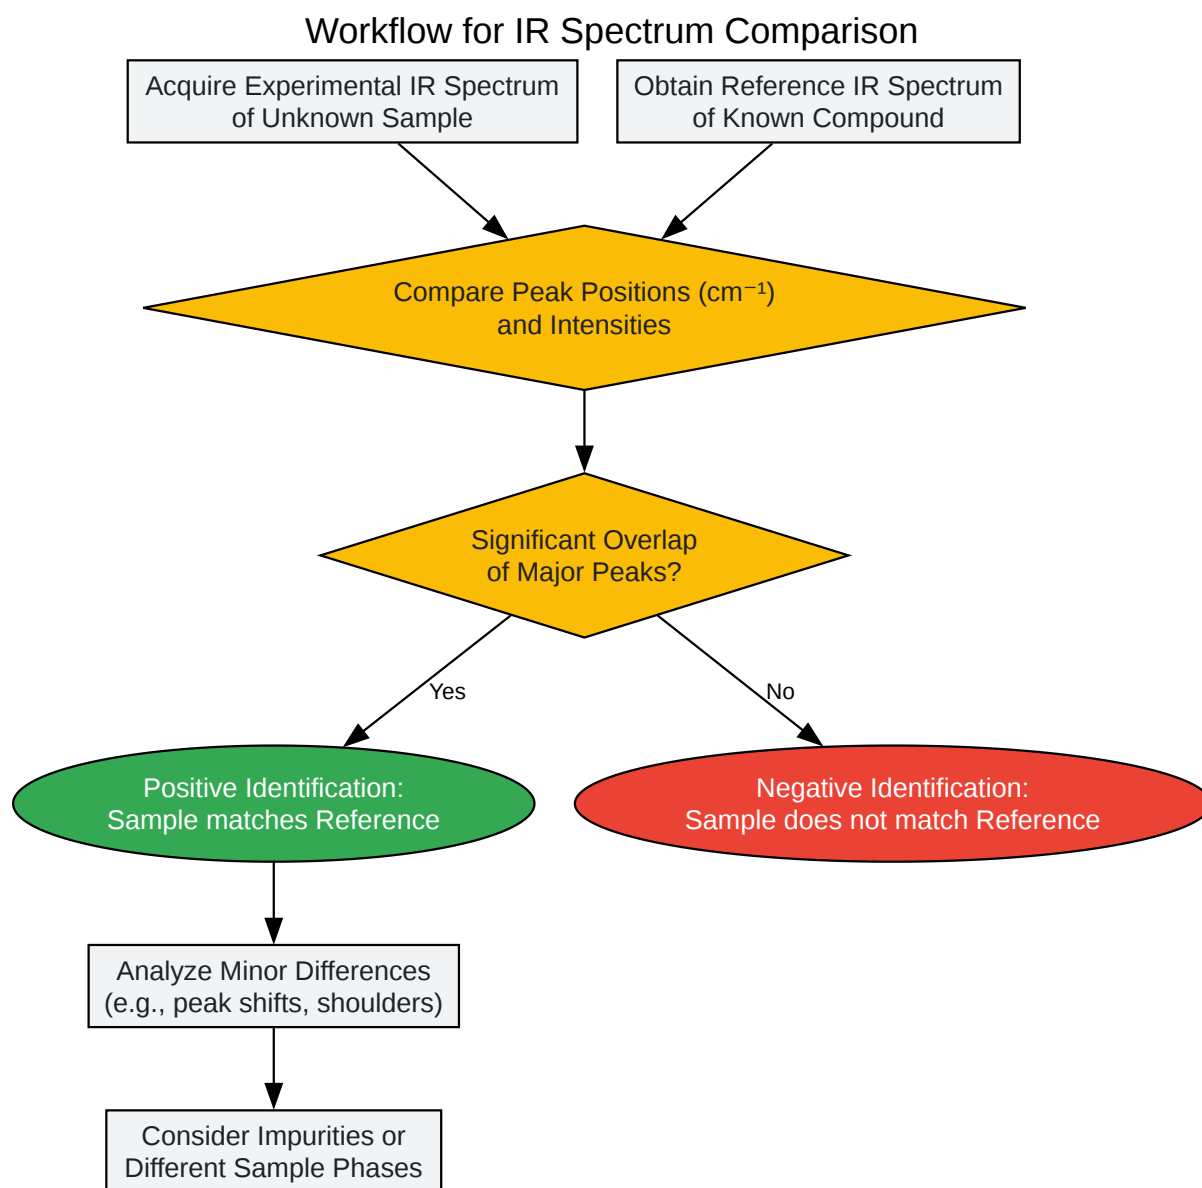 Workflow for IR Spectrum Comparison
Acquire Experimental IR Spectrum
of Unknown Sample
Obtain Reference IR Spectrum
of Known Compound
Compare Peak Positions (cm⁻¹)
and Intensities
Significant Overlap
of Major Peaks?
Yes
No
Positive Identification:
Sample matches Reference
Negative Identification:
Sample does not match Reference
Analyze Minor Differences
(e.g., peak shifts, shoulders)
Consider Impurities or
Different Sample Phases